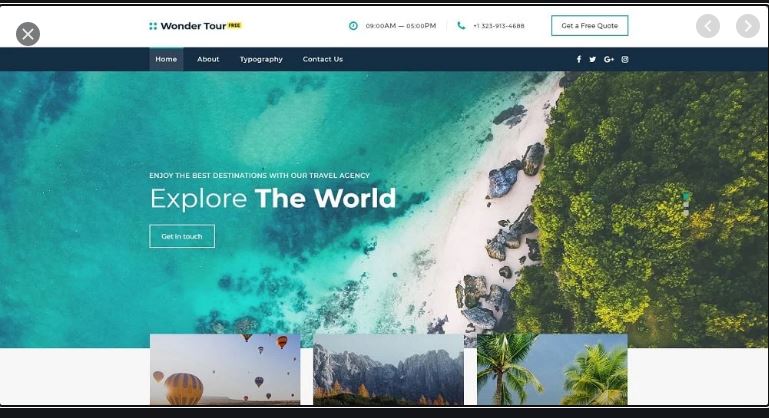 Wonder Tour FREE
09:00AM — 05:00PM
+1 323-913-4688
Get a Free Quote
Home About Typography Contact Us
ENJOY THE BEST DESTINATIONS WITH OUR TRAVEL AGENCY
Explore The World
Get in touch